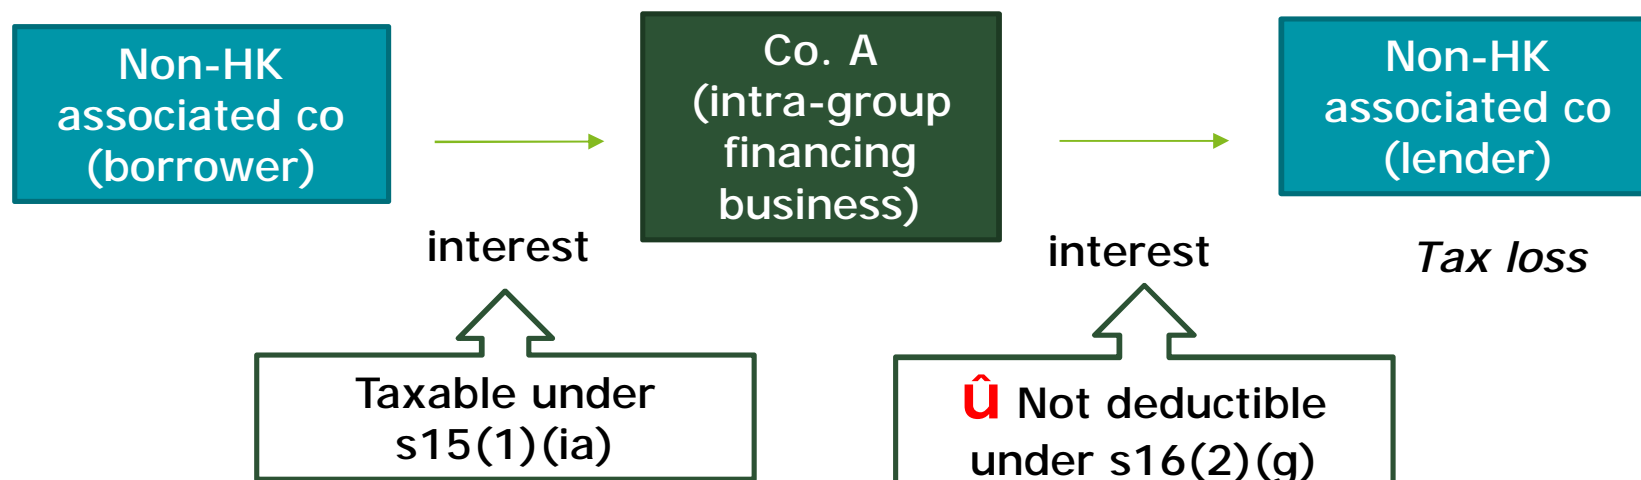 Non-HK
associated co
(borrower)
Co. A
(intra-group
financing
business)
Non-HK
associated co
(lender)
interest
interest
Tax loss
Taxable under
s15(1)(ia)
û Not deductible
under s16(2)(g)